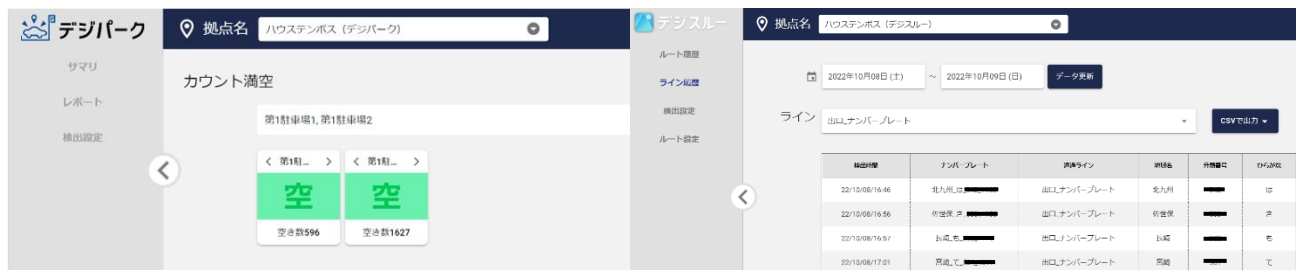 デジパーク
拠点名 ハウステンボス (デジパーク)
サマリ
レポート
検出設定
カウント満空
第1駐車場1, 第1駐車場2
第1駐... 第1駐...
空 空
空き数596 空き数1627
デジスルー
拠点名 ハウステンボス (デジスルー)
ルート履歴
ライン履歴
検出設定
ルート設定
2022年10月08日 (土) ~ 2022年10月09日 (日) データ更新
ライン 出口_ナンバープレート CSVで出力
検出時間 ナンバープレート 通過ライン 地域名 分類番号 ひらがな
22/10/08/16:46 北九州_は_ 出口_ナンバープレート 北九州 は
22/10/08/16:56 佐世保_き_ 出口_ナンバープレート 佐世保 き
22/10/08/16:57 長崎_も_ 出口_ナンバープレート 長崎 も
22/10/08/17:01 宮崎_て_ 出口_ナンバープレート 宮崎 て